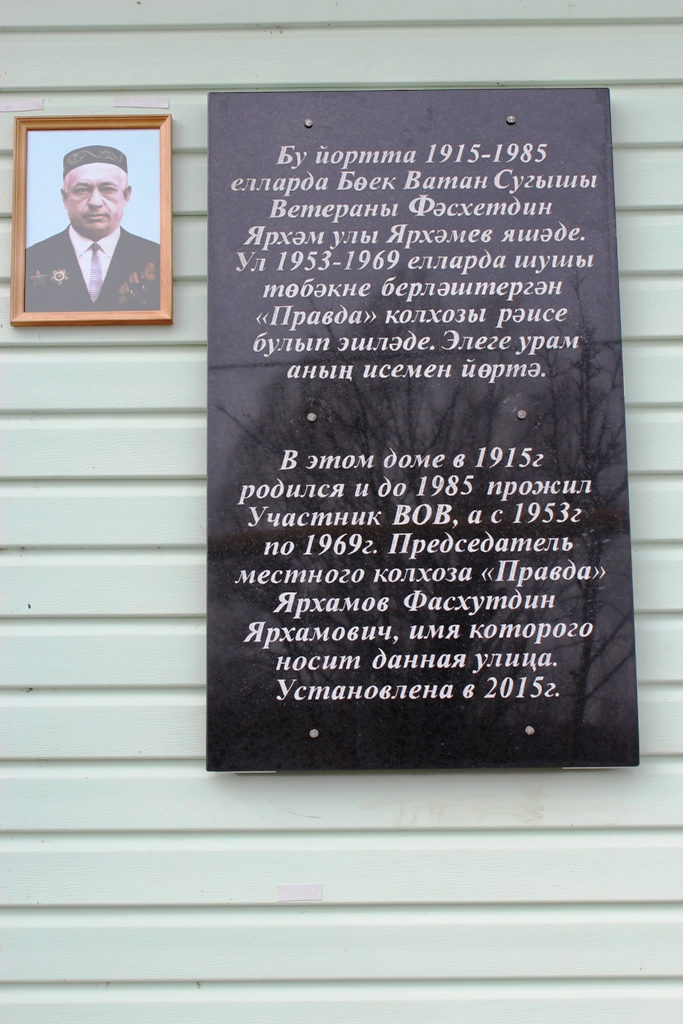 Бу йортта 1915-1985
елларда Бөек Ватан Сугышы
Ветераны Фәсхетдин
Ярхәм улы Ярхәмев яшәде.
Ул 1953-1969 елларда шушы
төбәкне берләштергән
«Правда» колхозы рәисе
булып эшләде. Элеге урам
аның исемен йөртә.
В этом доме в 1915г
родился и до 1985 прожил
Участник ВОВ, а с 1953г
по 1969г. Председатель
местного колхоза «Правда»
Ярхамов Фасхутдин
Ярхамович, имя которого
носит данная улица.
Установлена в 2015г.